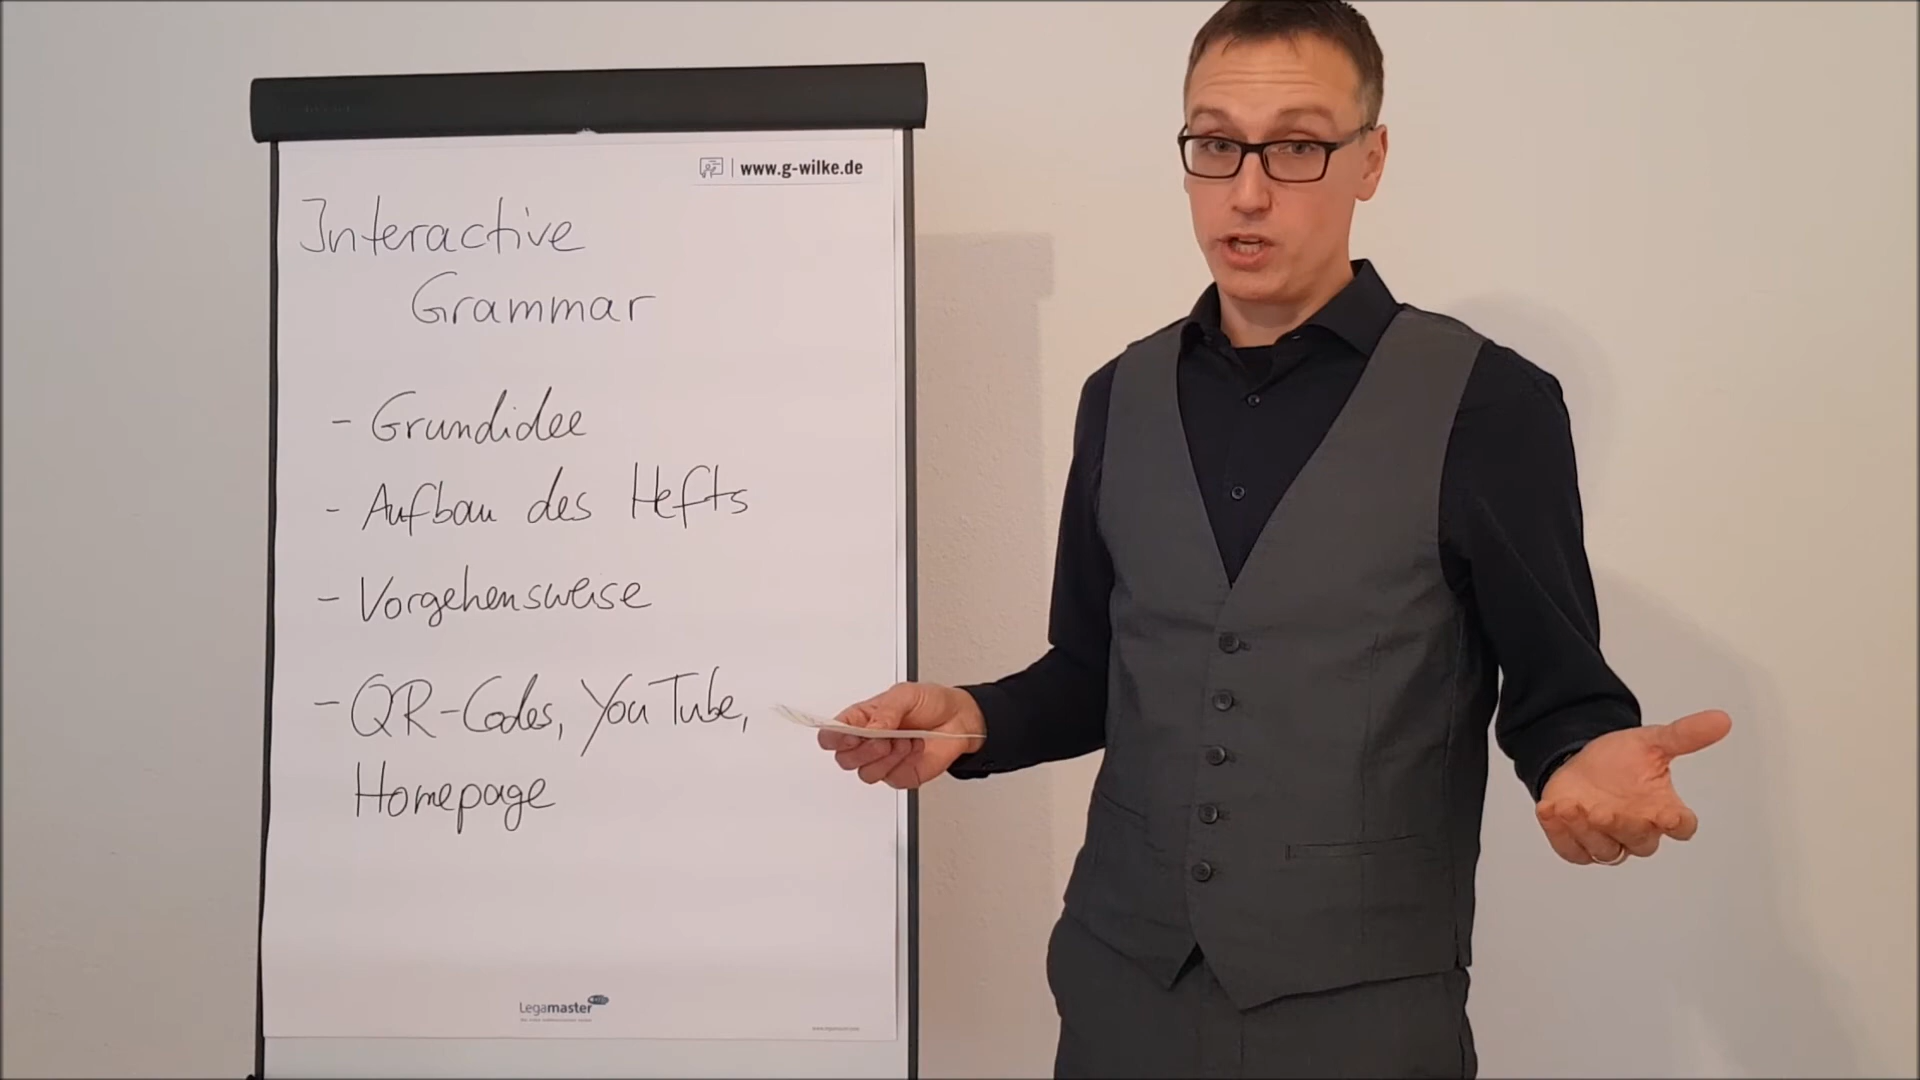 www.g-wilke.de
Interactive
Grammar
- Grundidee
- Aufbau des Hefts
- Vorgehensweise
- QR-Codes, YouTube,
Homepage
Legamaster